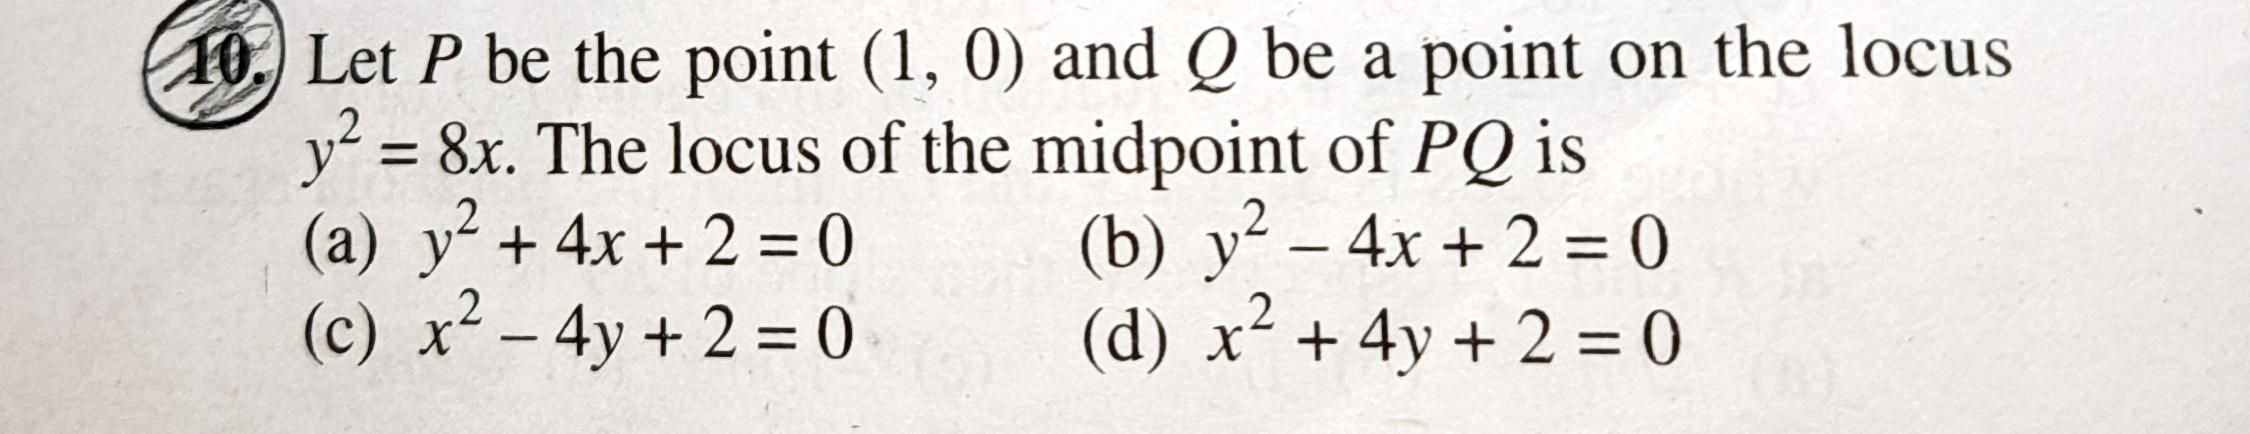 10. Let P be the point (1, 0) and Q be a point on the locus
y² = 8x. The locus of the midpoint of PQ is
(a) y² + 4x + 2 = 0 (b) y² – 4x + 2 = 0
(c) x² – 4y + 2 = 0 (d) x² + 4y + 2 = 0